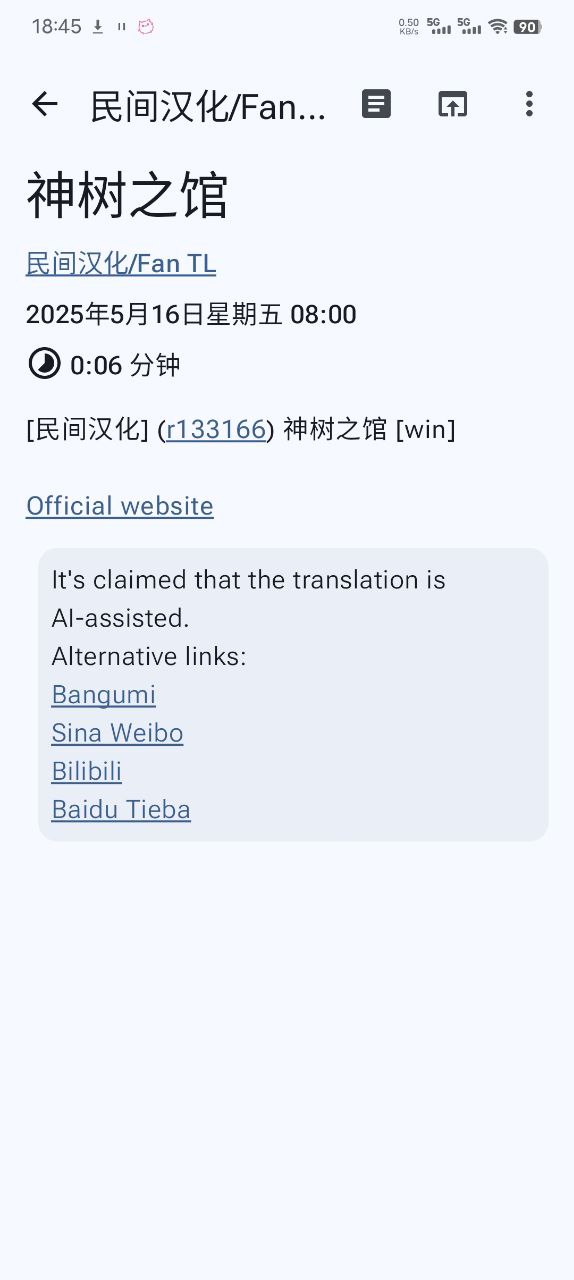 18:45
0.50 KB/s 5G 5G 90
民间汉化/Fan...
神树之馆
民间汉化/Fan TL
2025年5月16日星期五 08:00
0:06 分钟
[民间汉化] (r133166) 神树之馆 [win]
Official website
It's claimed that the translation is
AI-assisted.
Alternative links:
Bangumi
Sina Weibo
Bilibili
Baidu Tieba